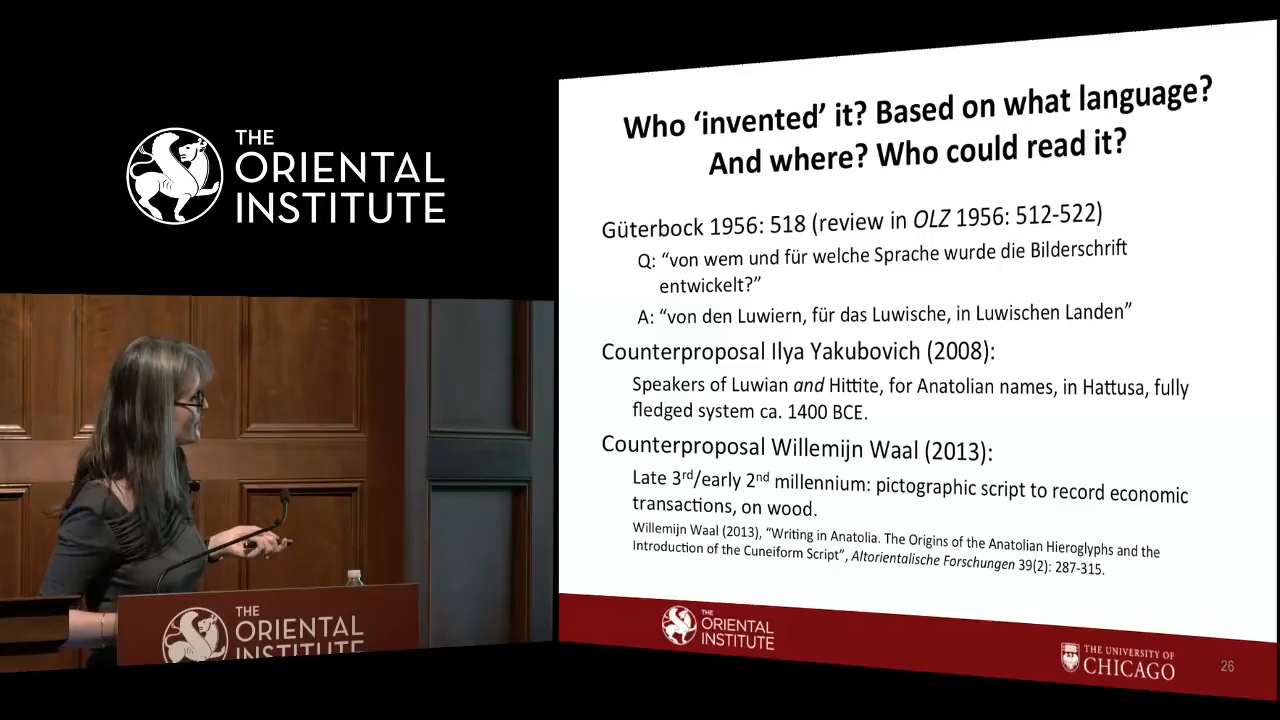 THE
ORIENTAL
INSTITUTE
Who ‘invented’ it? Based on what language?
And where? Who could read it?
Güterbock 1956: 518 (review in OLZ 1956: 512-522)
Q: “von wem und für welche Sprache wurde die Bilderschrift
entwickelt?”
A: “von den Luwiern, für das Luwische, in Luwischen Landen”
Counterproposal Ilya Yakubovich (2008):
Speakers of Luwian and Hittite, for Anatolian names, in Hattusa, fully
fledged system ca. 1400 BCE.
Counterproposal Willemijn Waal (2013):
Late 3rd/early 2nd millennium: pictographic script to record economic
transactions, on wood.
Willemijn Waal (2013), “Writing in Anatolia. The Origins of the Anatolian Hieroglyphs and the
Introduction of the Cuneiform Script”, Altorientalische Forschungen 39(2): 287-315.
THE
ORIENTAL
INSTITUTE
THE UNIVERSITY OF
CHICAGO
26
THE
ORIENTAL
INSTITUTE